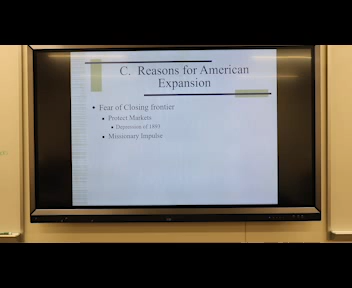 C. Reasons for American
Expansion
• Fear of Closing frontier
• Protect Markets
• Depression of 1893
• Missionary Impulse